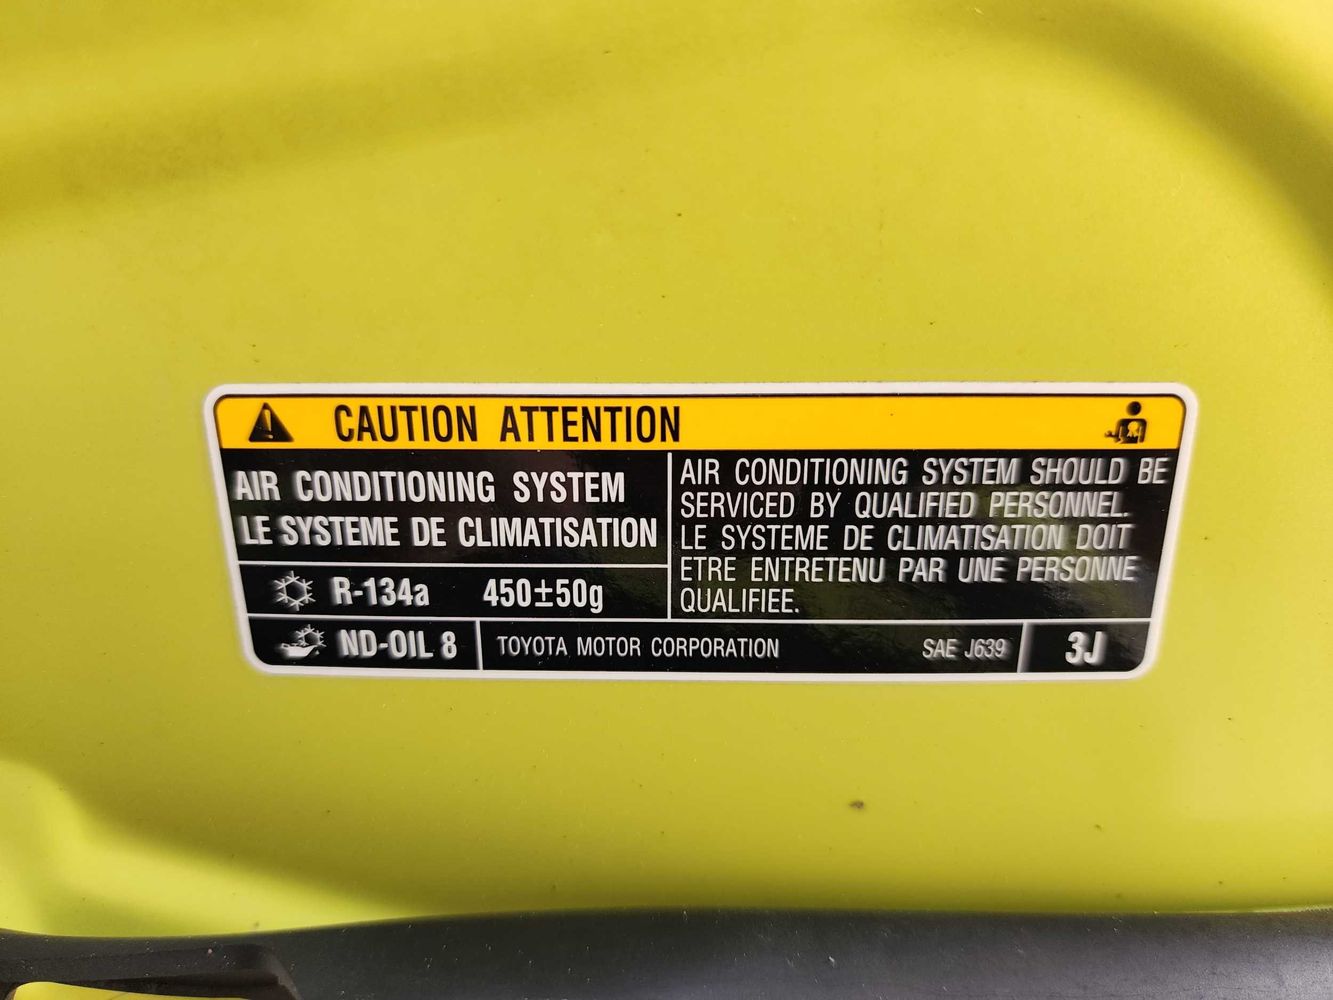 CAUTION ATTENTION
AIR CONDITIONING SYSTEM
LE SYSTEME DE CLIMATISATION
R-134a 450±50g
AIR CONDITIONING SYSTEM SHOULD BE
SERVICED BY QUALIFIED PERSONNEL.
LE SYSTEME DE CLIMATISATION DOIT
ETRE ENTRETENU PAR UNE PERSONNE
QUALIFIEE.
ND-OIL 8 TOYOTA MOTOR CORPORATION SAE J639 3J